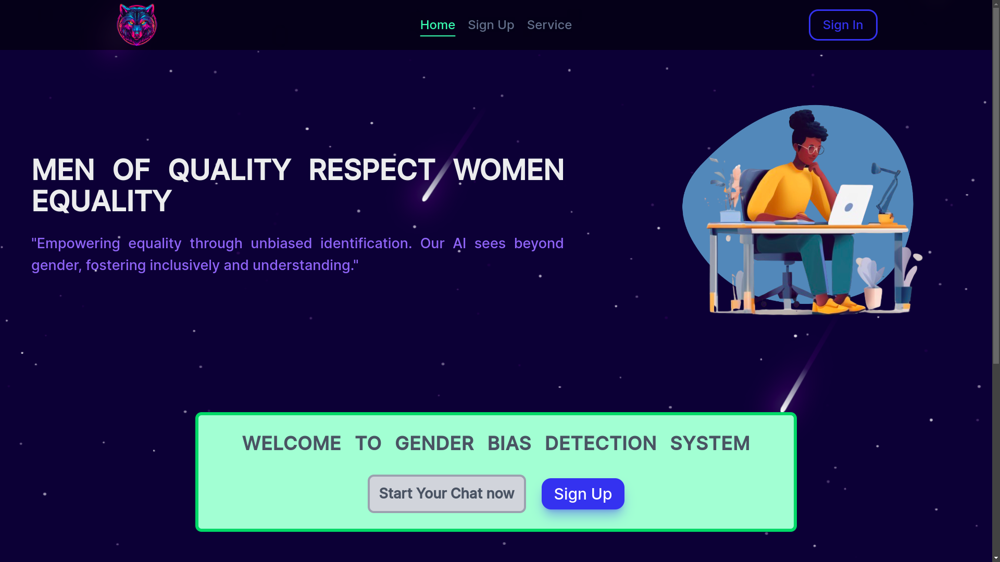 Home Sign Up Service Sign In
MEN OF QUALITY RESPECT WOMEN
EQUALITY
"Empowering equality through unbiased identification. Our AI sees beyond
gender, fostering inclusively and understanding."
WELCOME TO GENDER BIAS DETECTION SYSTEM
Start Your Chat now Sign Up